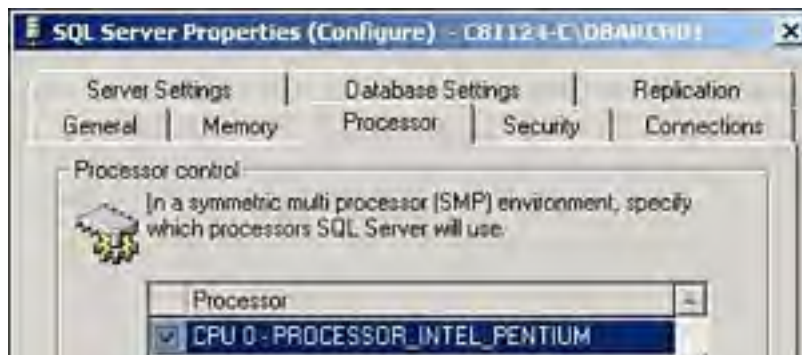 SQL Server Properties (Configure) -
Server Settings Database Settings Replication
General Memory Processor Security Connections
Processor control
In a symmetric multi processor (SMP) environment, specify
which processors SQL Server will use.
Processor
CPU 0 - PROCESSOR_INTEL_PENTIUM